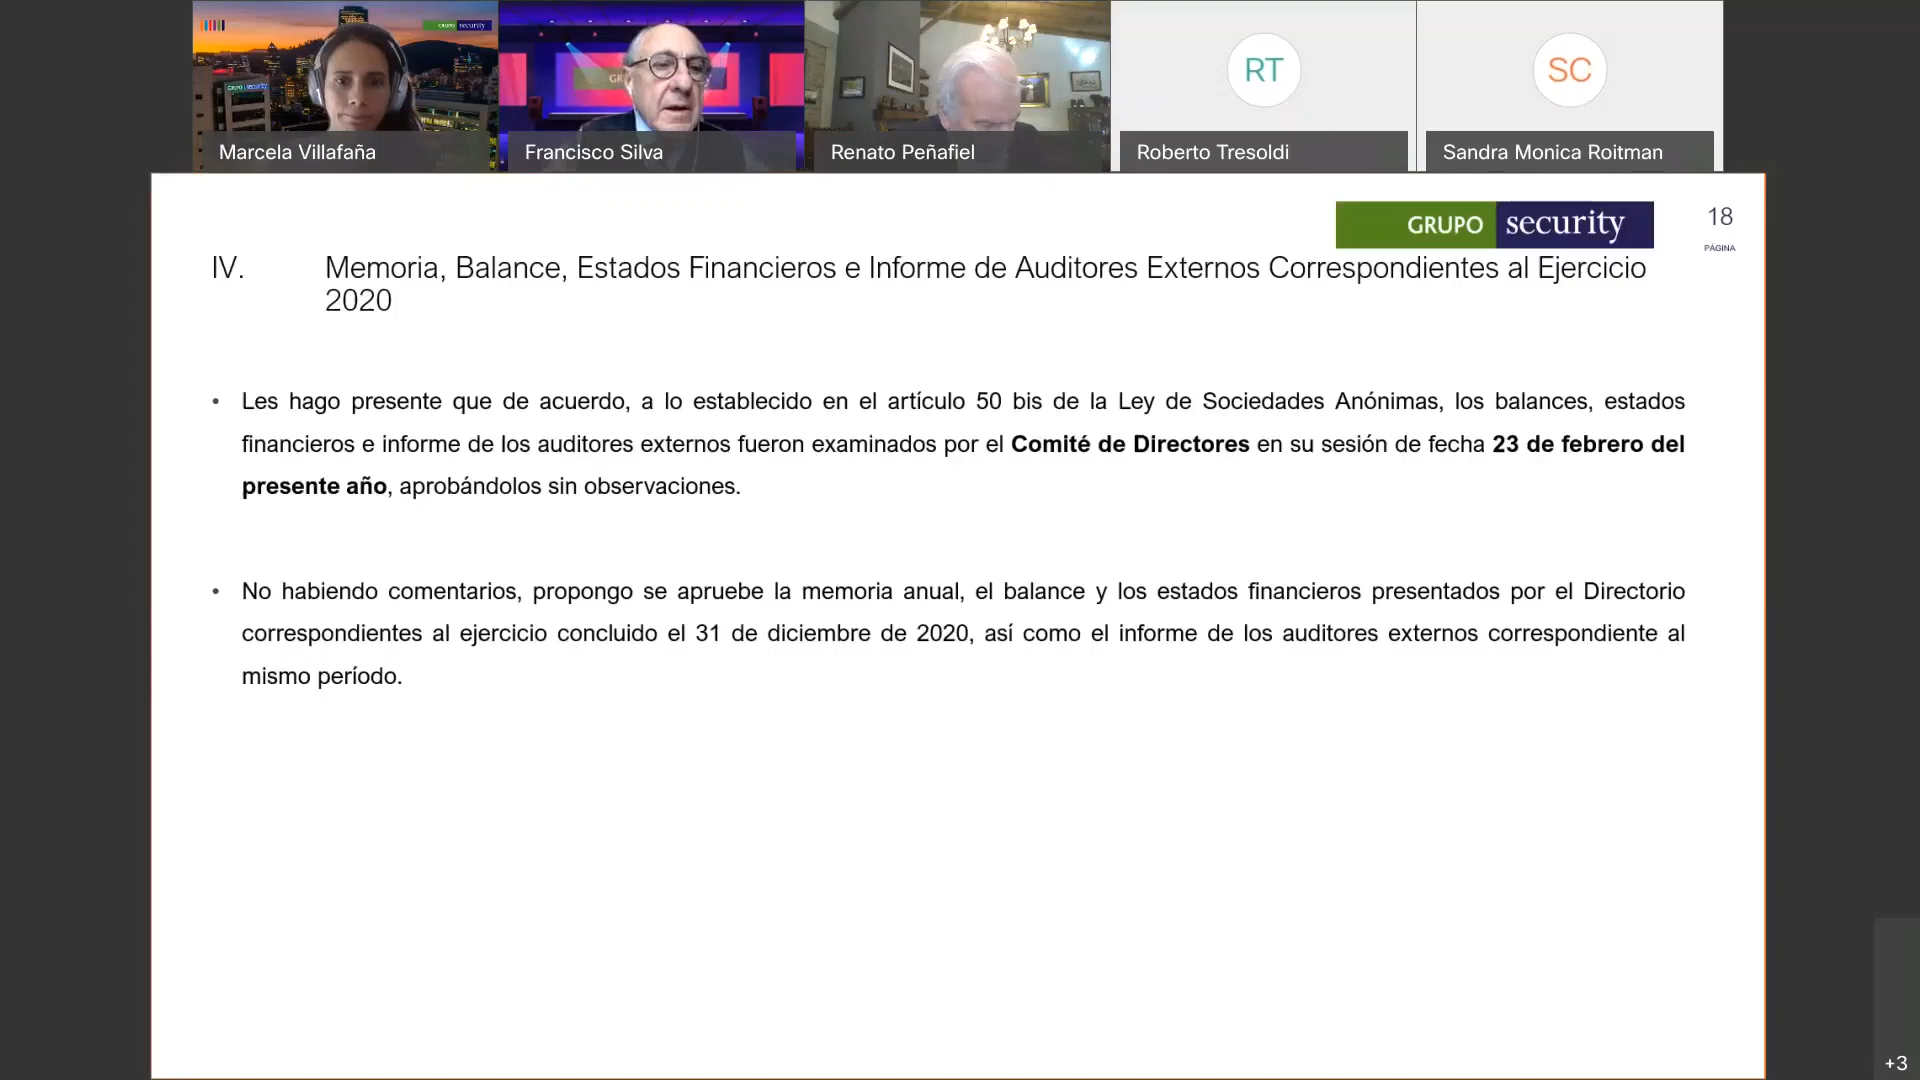 GRUPO security
GRUPO security
GR
RT
SC
Marcela Villafaña
Francisco Silva
Renato Peñafiel
Roberto Tresoldi
Sandra Monica Roitman
GRUPO security
18
PÁGINA
IV. Memoria, Balance, Estados Financieros e Informe de Auditores Externos Correspondientes al Ejercicio
2020
• Les hago presente que de acuerdo, a lo establecido en el artículo 50 bis de la Ley de Sociedades Anónimas, los balances, estados
financieros e informe de los auditores externos fueron examinados por el Comité de Directores en su sesión de fecha 23 de febrero del
presente año, aprobándolos sin observaciones.
• No habiendo comentarios, propongo se apruebe la memoria anual, el balance y los estados financieros presentados por el Directorio
correspondientes al ejercicio concluido el 31 de diciembre de 2020, así como el informe de los auditores externos correspondiente al
mismo período.
+3